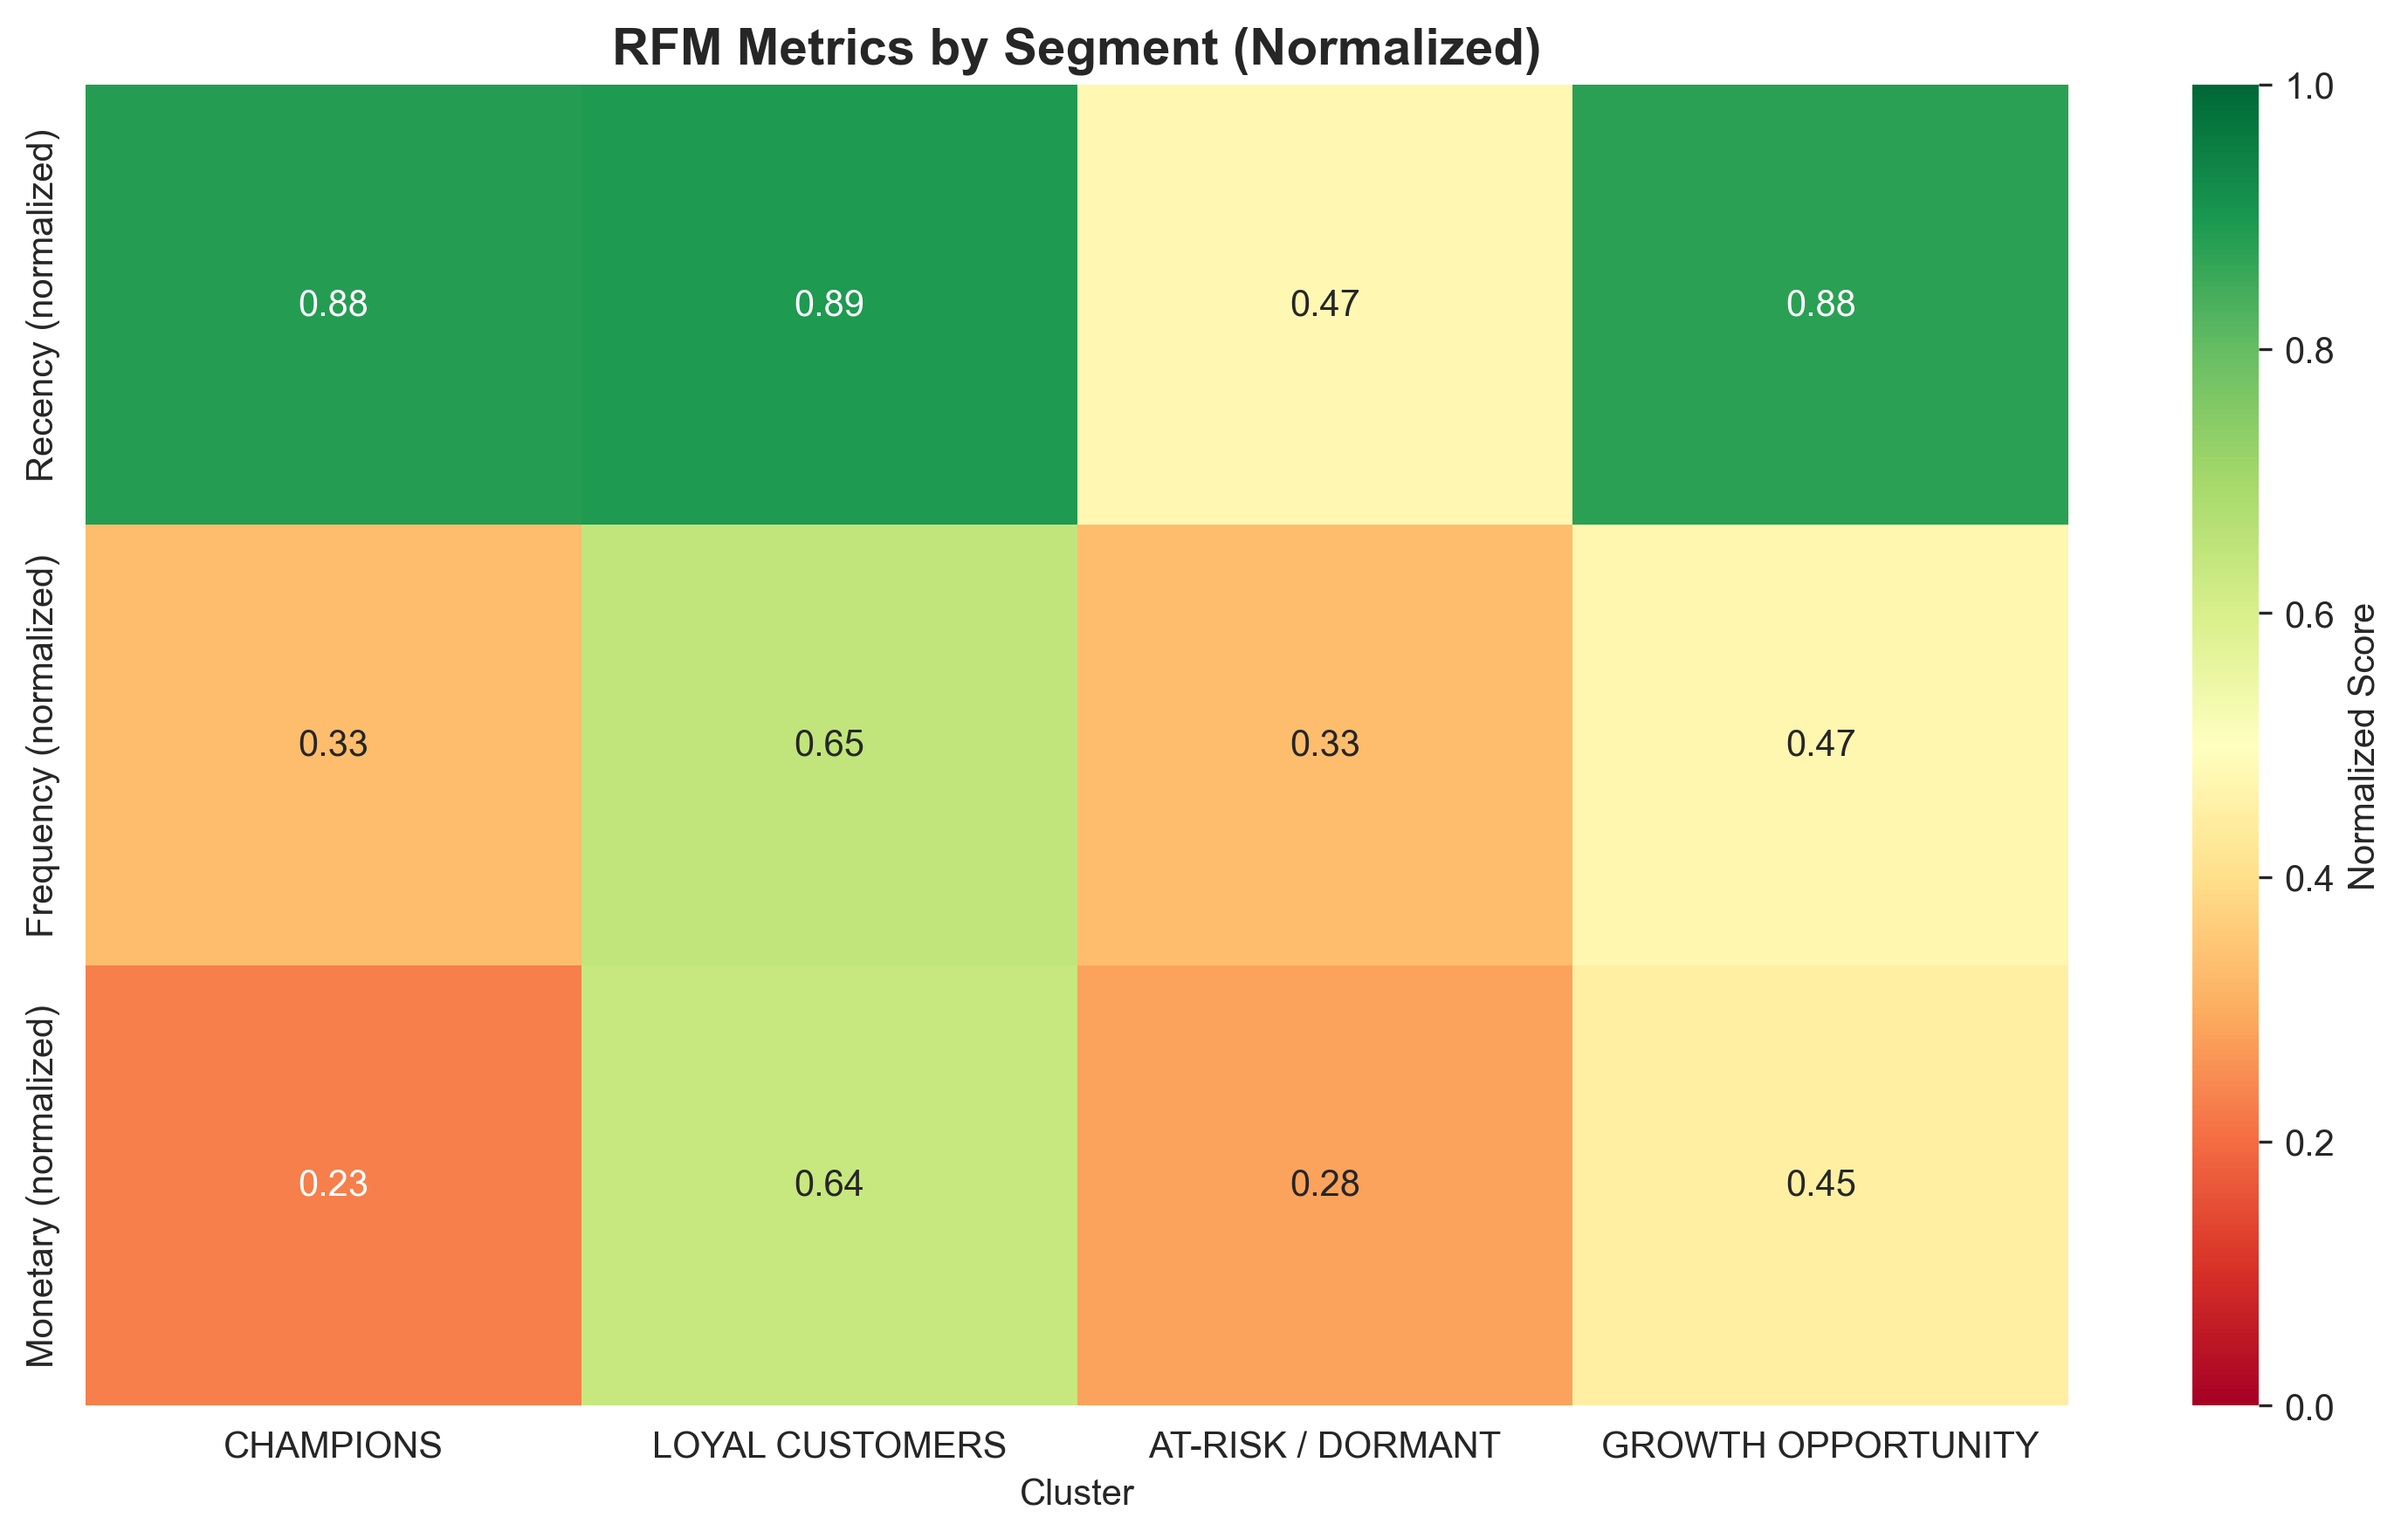 RFM Metrics by Segment (Normalized)
Recency (normalized)
0.88
0.89
0.47
0.88
Frequency (normalized)
0.33
0.65
0.33
0.47
Monetary (normalized)
0.23
0.64
0.28
0.45
CHAMPIONS
LOYAL CUSTOMERS
AT-RISK / DORMANT
GROWTH OPPORTUNITY
Cluster
1.0
0.8
0.6
0.4
0.2
0.0
Normalized Score